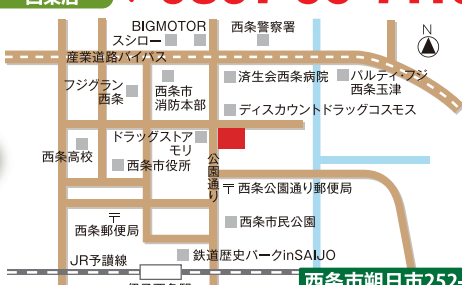 BIGMOTOR
西条警察署
N
スシロー
産業道路バイパス
済生会西条病院
パルティ・フジ
西条玉津
フジグラン
西条
西条市
消防本部
ディスカウントドラッグコスモス
ドラッグストア
モリ
西条高校
西条市役所
公園通り
〒西条公園通り郵便局
〒
西条郵便局
西条市民公園
鉄道歴史パークinSAIJO
JR予讃線
西条市朔日市252-